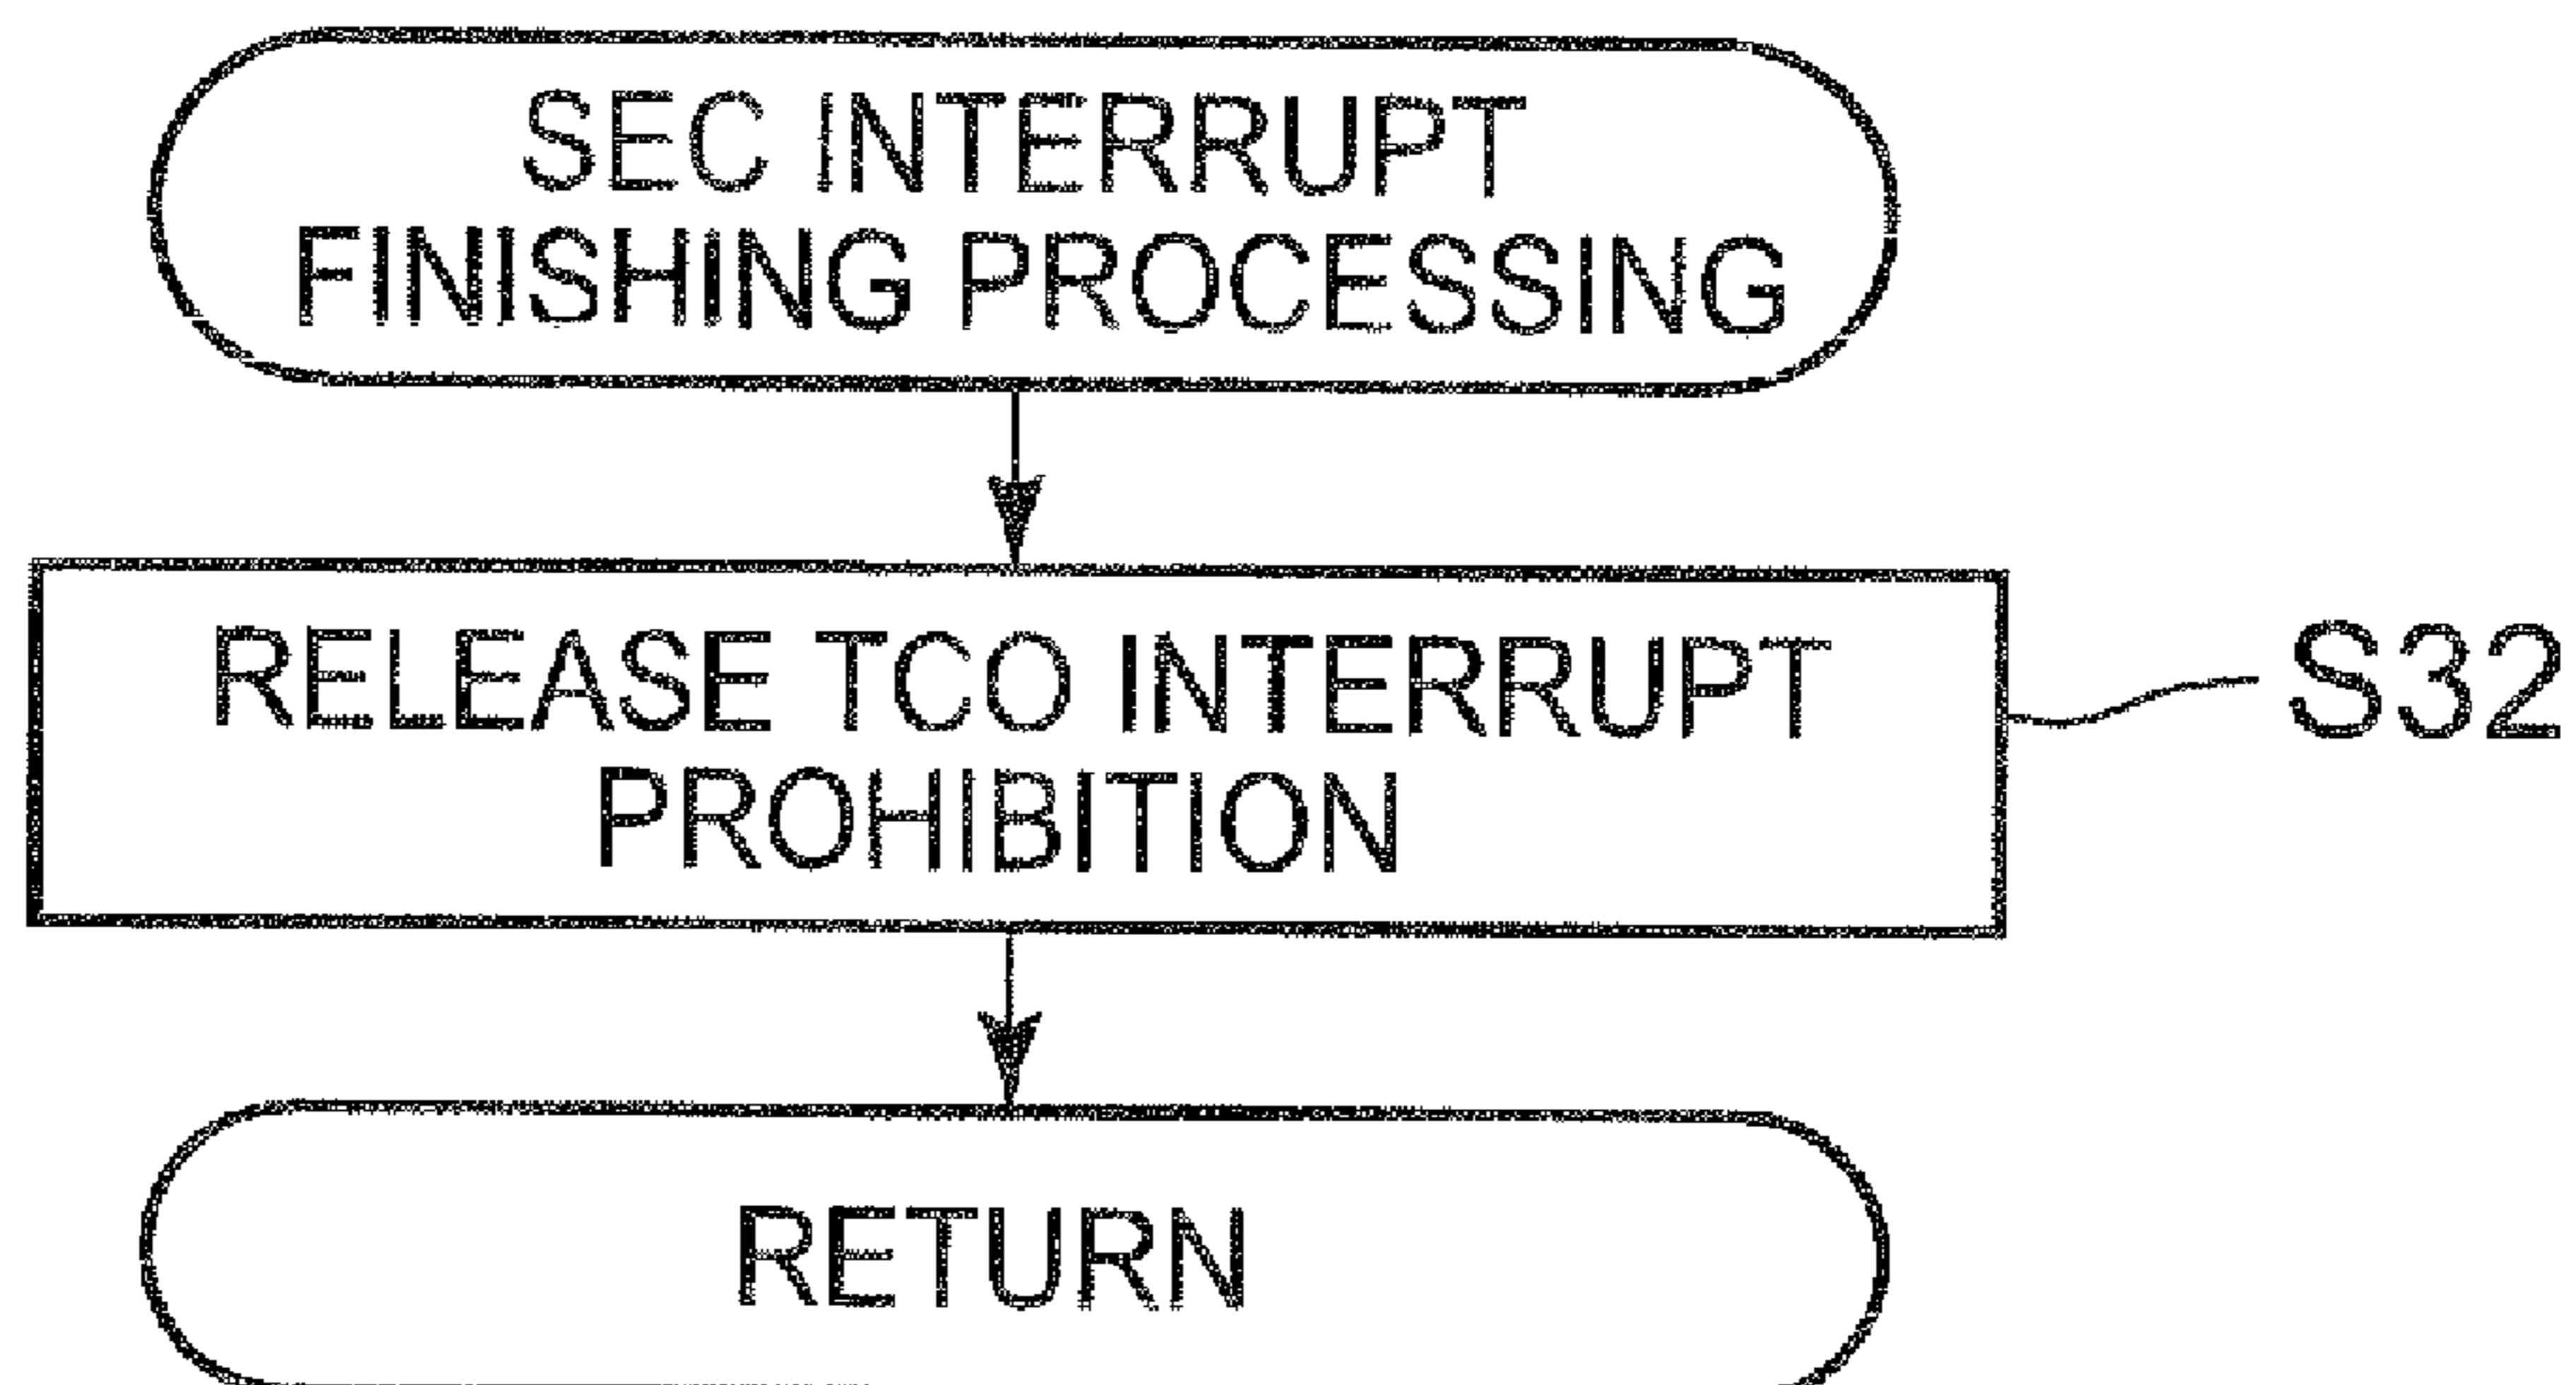 SEC INTERRUPT
FINISHING PROCESSING
RELEASE TCO INTERRUPT
PROHIBITION
S32
RETURN